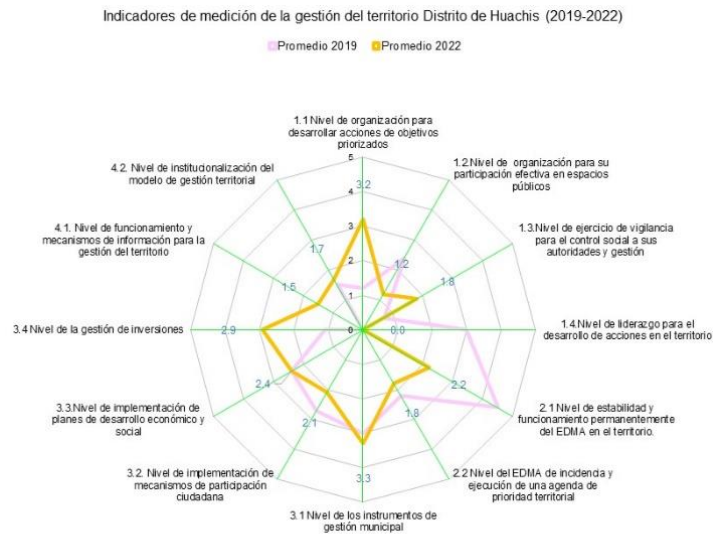 Indicadores de medición de la gestión del territorio Distrito de Huachis (2019-2022)
Promedio 2019 Promedio 2022
1.1 Nivel de organización para
desarrollar acciones de objetivos
priorizados
4.2. Nivel de institucionalización del
modelo de gestión territorial
1.2.Nivel de organización para su
participación efectiva en espacios
públicos
4.1. Nivel de funcionamiento y
mecanismos de información para la
gestión del territorio
1.3.Nivel de ejercicio de vigilancia
para el control social a sus
autoridades y gestión
3.4 Nivel de la gestión de inversiones
1.4.Nivel de liderazgo para el
desarrollo de acciones en el territorio
3.3.Nivel de implementación de
planes de desarrollo económico y
social
2.1 Nivel de estabilidad y
funcionamiento permanentemente
del EDMA en el territorio.
3.2. Nivel de implementación de
mecanismos de participación
ciudadana
2.2 Nivel del EDMA de incidencia y
ejecución de una agenda de
prioridad territorial
3.1 Nivel de los instrumentos de
gestión municipal
5
4
3
2
1
0
3.2
1.2
1.8
0.0
2.2
1.8
3.3
2.1
2.4
2.9
1.5
1.7